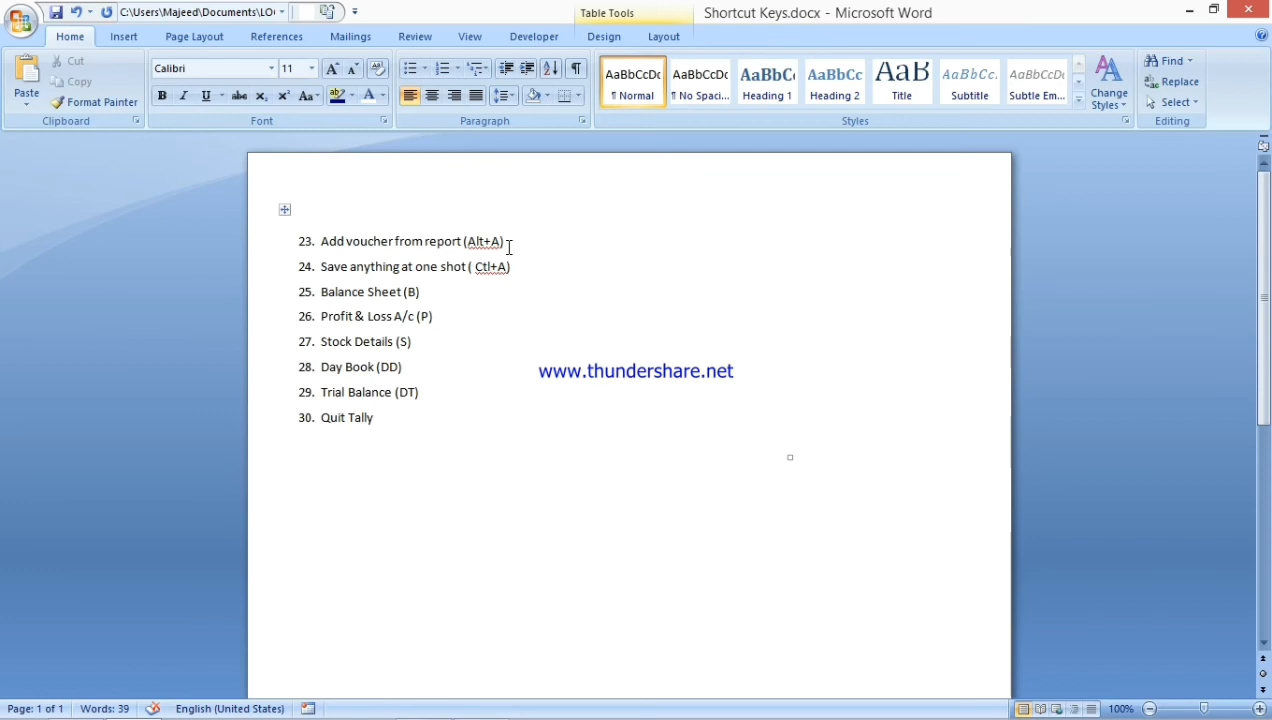 C:\Users\Majeed\Documents\LO
Table Tools
Shortcut Keys.docx - Microsoft Word
Home
Insert
Page Layout
References
Mailings
Review
View
Developer
Design
Layout
Paste
Cut
Copy
Format Painter
Clipboard
Calibri
11
Font
Paragraph
AaBbCcDc
¶ Normal
AaBbCcDc
¶ No Spaci...
AaBbCc
Heading 1
AaBbCc
Heading 2
AaB
Title
AaBbCc.
Subtitle
AaBbCcDc
Subtle Em...
Change Styles
Styles
Find
Replace
Select
Editing
23. Add voucher from report (Alt+A)
24. Save anything at one shot ( Ctl+A)
25. Balance Sheet (B)
26. Profit & Loss A/c (P)
27. Stock Details (S)
28. Day Book (DD)
29. Trial Balance (DT)
30. Quit Tally
www.thundershare.net
Page: 1 of 1
Words: 39
English (United States)
100%